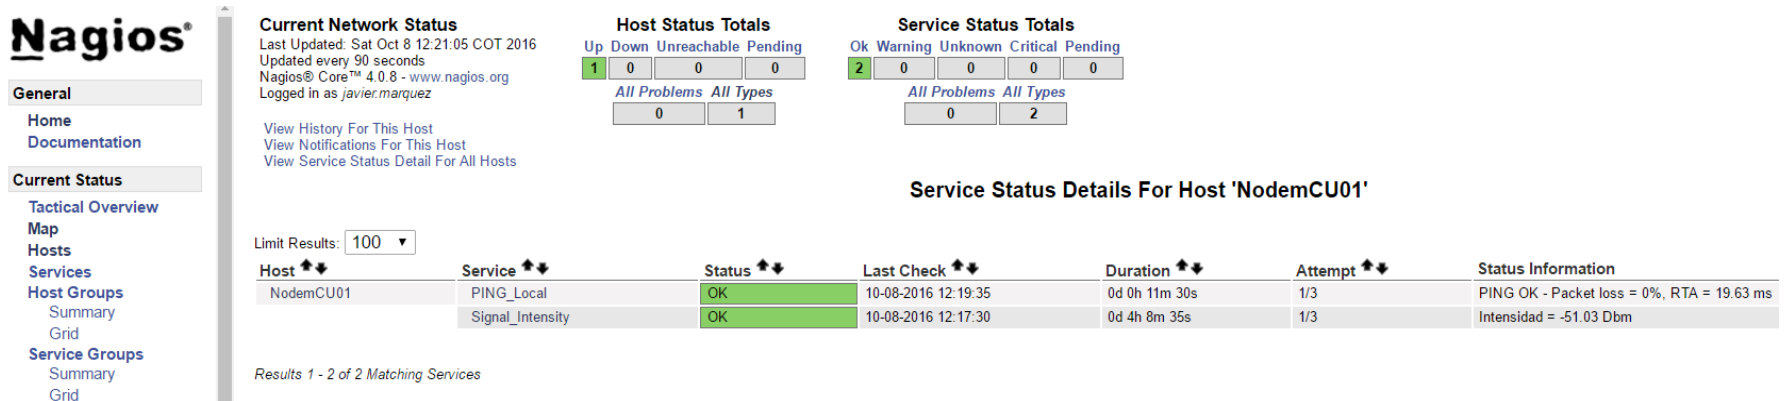 Nagios®
General
Home
Documentation
Current Status
Tactical Overview
Map
Hosts
Services
Host Groups
Summary
Grid
Service Groups
Summary
Grid
Current Network Status
Last Updated: Sat Oct 8 12:21:05 COT 2016
Updated every 90 seconds
Nagios® Core™ 4.0.8 - www.nagios.org
Logged in as javier.marquez
View History For This Host
View Notifications For This Host
View Service Status Detail For All Hosts
Host Status Totals
Up Down Unreachable Pending
1 0 0 0
All Problems All Types
0 1
Service Status Totals
Ok Warning Unknown Critical Pending
2 0 0 0 0
All Problems All Types
0 2
Service Status Details For Host 'NodemCU01'
Limit Results: 100
Host Service Status Last Check Duration Attempt Status Information
NodemCU01 PING_Local OK 10-08-2016 12:19:35 0d 0h 11m 30s 1/3 PING OK - Packet loss = 0%, RTA = 19.63 ms
Signal_Intensity OK 10-08-2016 12:17:30 0d 4h 8m 35s 1/3 Intensidad = -51.03 Dbm
Results 1 - 2 of 2 Matching Services